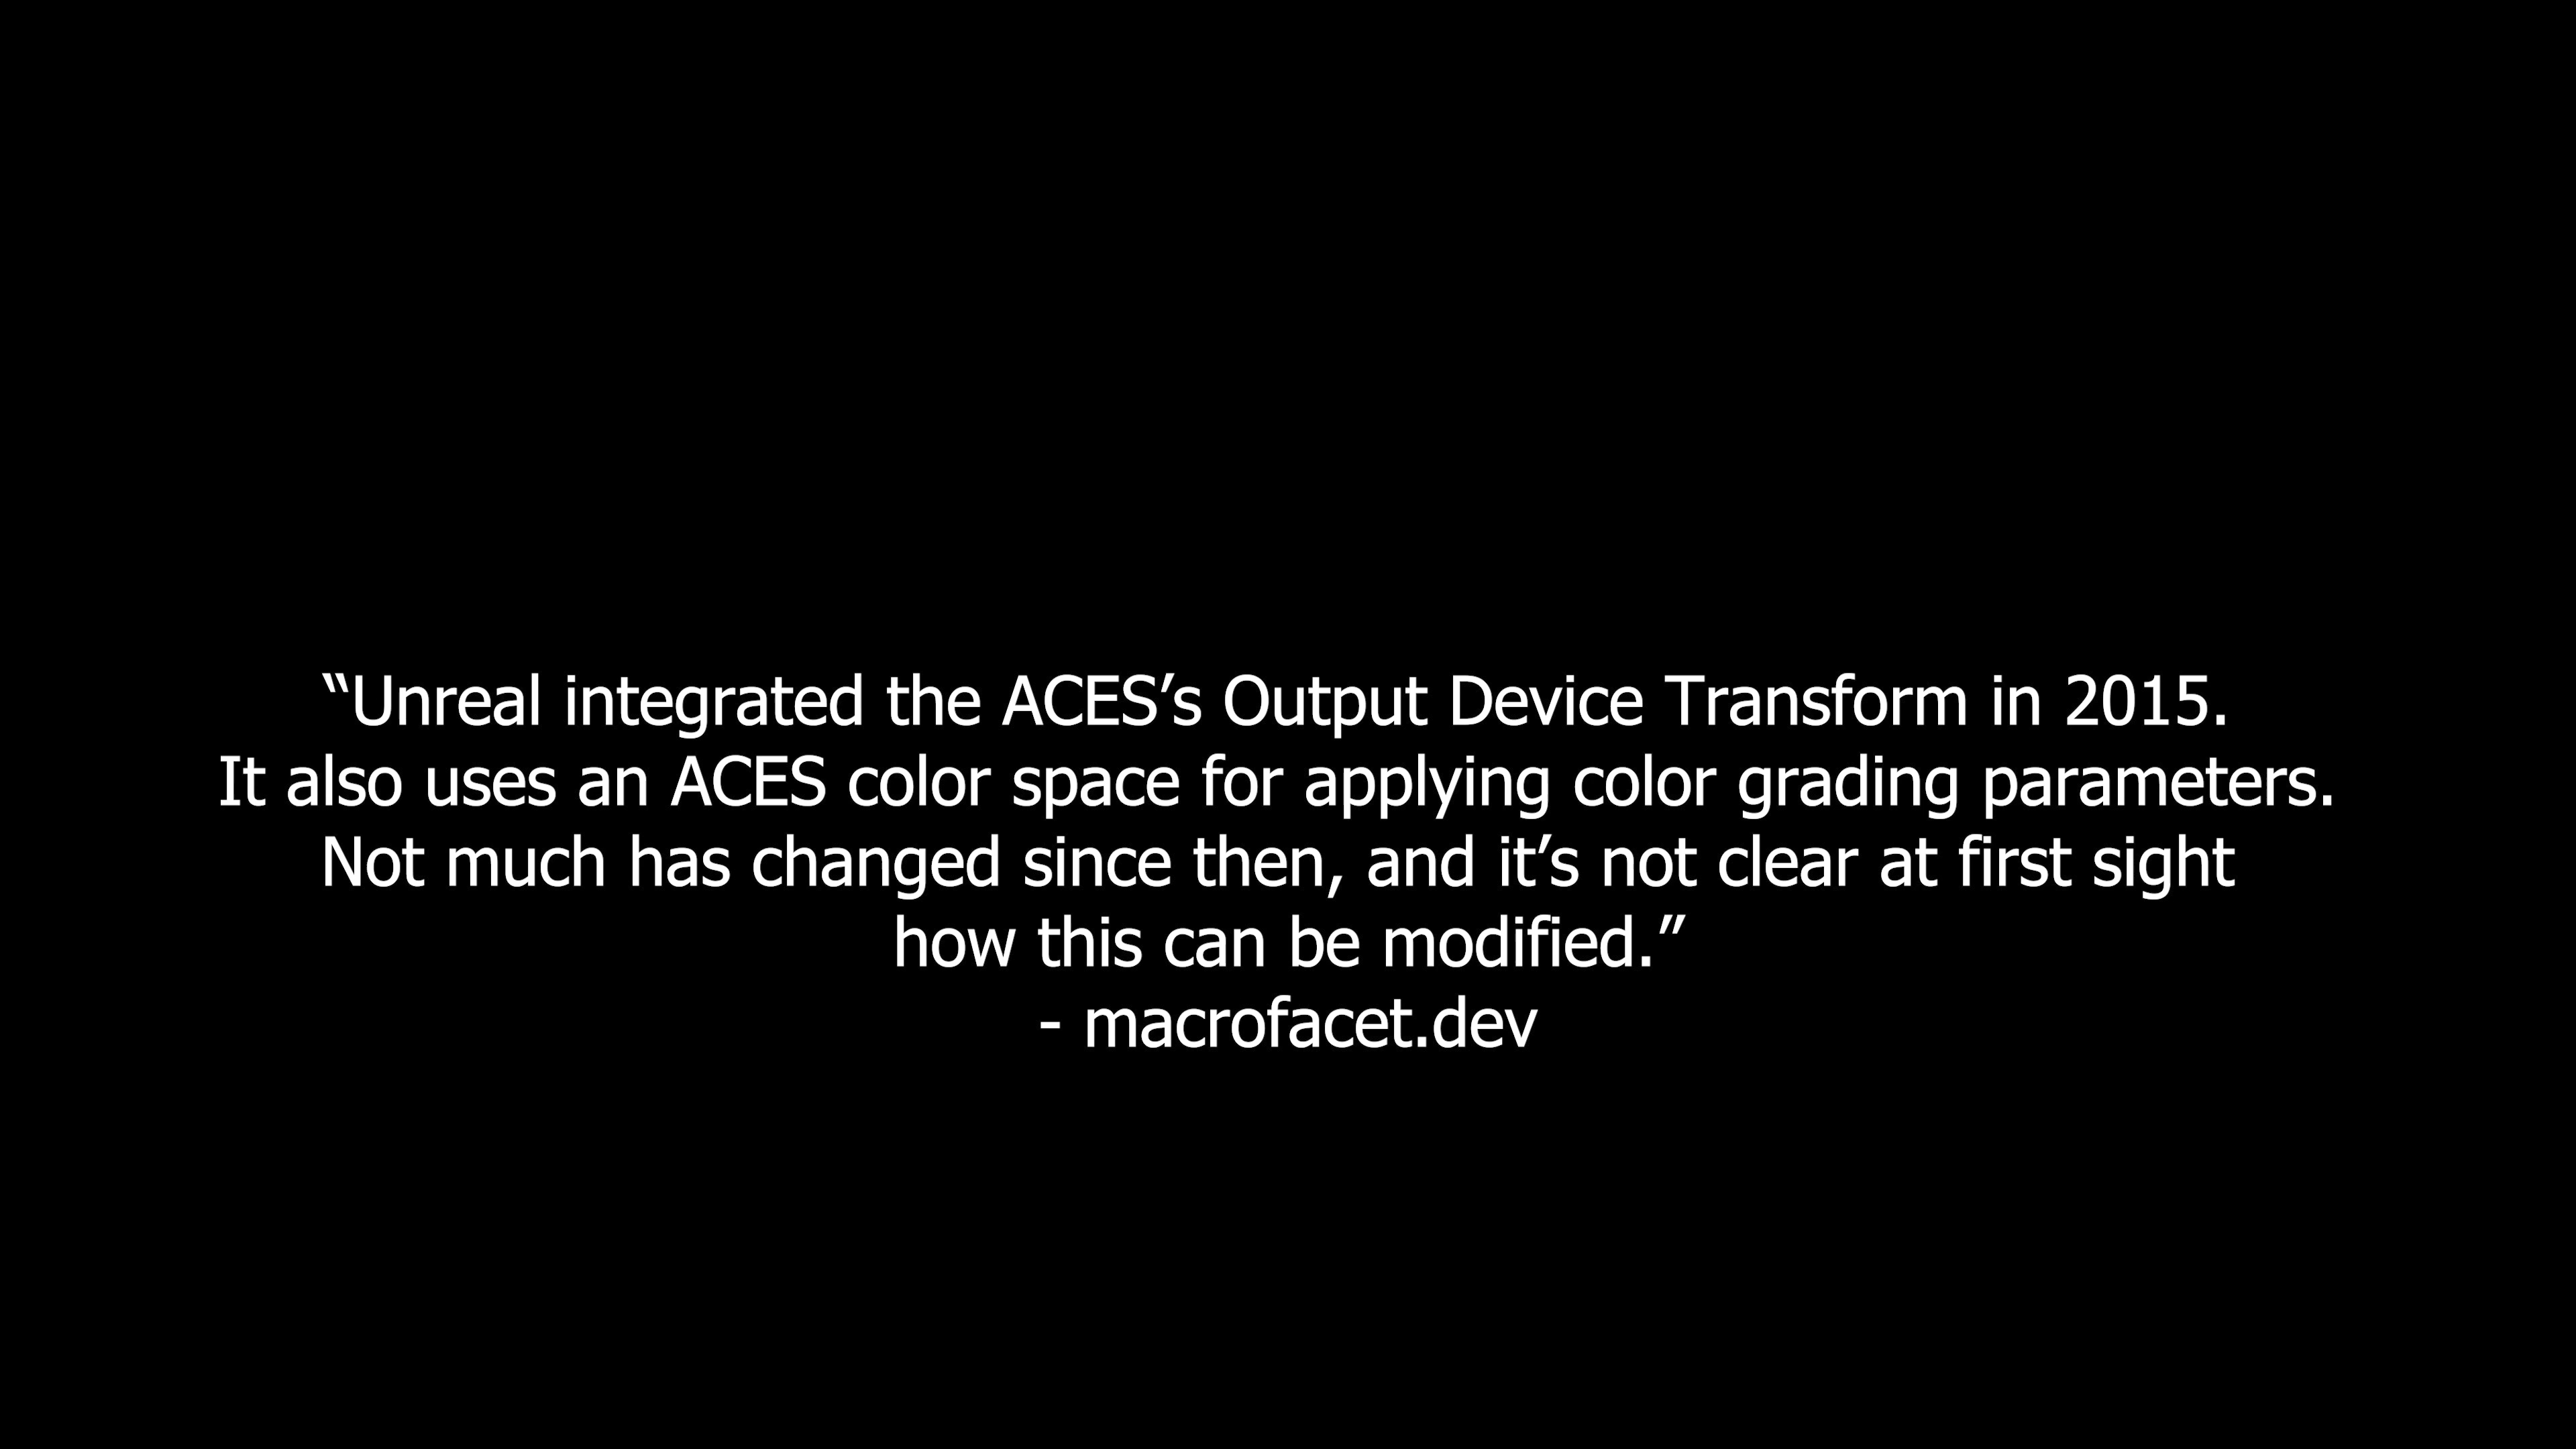 “Unreal integrated the ACES’s Output Device Transform in 2015.
It also uses an ACES color space for applying color grading parameters.
Not much has changed since then, and it’s not clear at first sight
how this can be modified.”
- macrofacet.dev